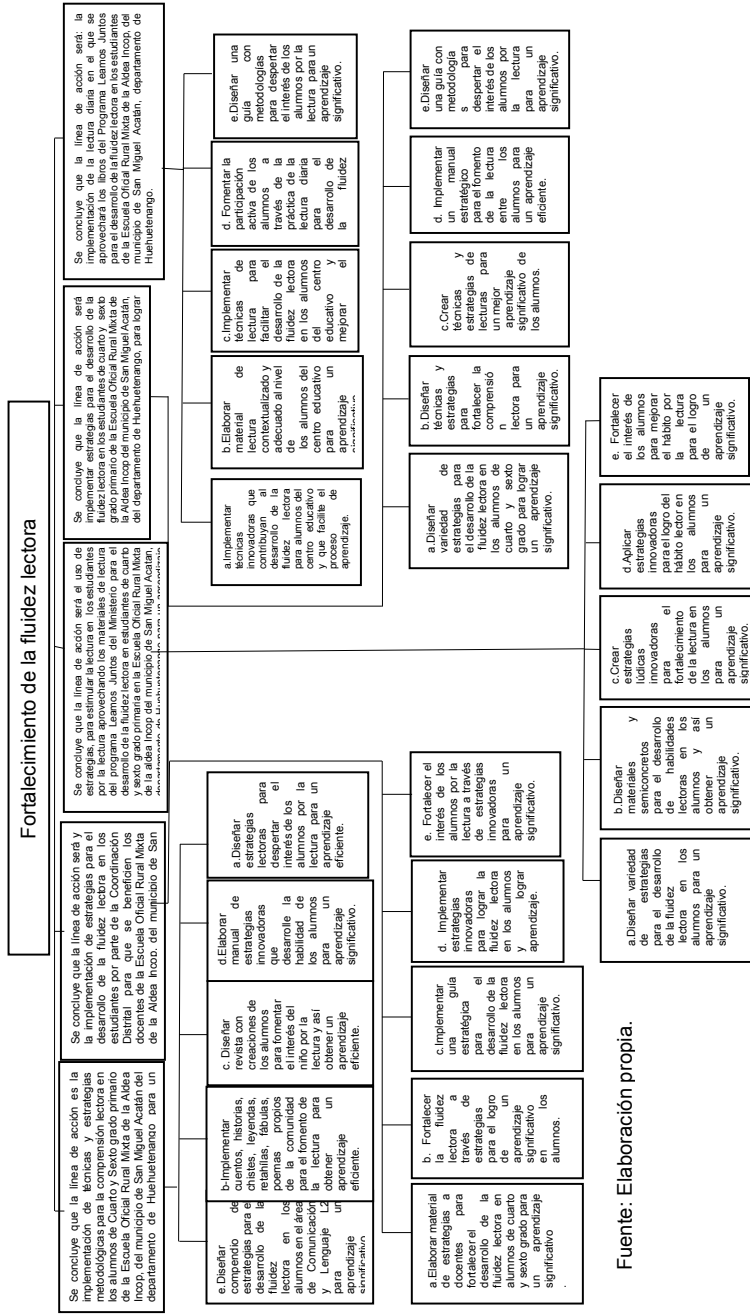 Fortalecimiento de la fluidez lectora
Se concluye que la línea de acción es la
implementación de técnicas y estrategias
metodológicas para la comprensión lectora en
los alumnos de Cuarto y Sexto grado primario
de la Escuela Oficial Rural Mixta de la Aldea
Incop, del municipio de San Miguel Acatán del
departamento de Huehuetenango para un
Se concluye que la línea de acción será y
la implementación de estrategias para el
desarrollo de la fluidez lectora en los
estudiantes por parte de la Coordinación
Distrital para que se beneficien los
docentes de la Escuela Oficial Rural Mixta
de la Aldea Incop, del municipio de San
Se concluye que la línea de acción será el uso de
estrategias, para estimular la lectura en los estudiantes
por la lectura aprovechando los materiales de lectura
del programa Leamos Juntos del Ministerio para el
desarrollo de la fluidez lectora en estudiantes de cuarto
y sexto grado primaria en la Escuela Oficial Rural Mixta
de la aldea Incop del municipio de San Miguel Acatán,
departamento de Huehuetenango para un aprendizaje
Se concluye que la línea de acción será
implementar estrategias para el desarrollo de la
fluidez lectora en los estudiantes de cuarto y sexto
grado primario de la Escuela Oficial Rural Mixta de
la Aldea Incop del municipio de San Miguel Acatán,
del departamento de Huehuetenango, para lograr
Se concluye que la línea de acción será: la
implementación de la lectura diaria en el que se
aprovechará los libros del Programa Leamos Juntos
para el desarrollo de la fluidez lectora en los estudiantes
de la Escuela Oficial Rural Mixta de la Aldea Incop, del
municipio de San Miguel Acatán, departamento de
Huehuetenango.
e.Diseñar
compendio de
estrategias para el
desarrollo de la
fluidez
lectora en los
alumnos en el área
de Comunicación
y Lenguaje L2
para un
aprendizaje
significativo
b-Implementar
cuentos, historias,
chistes, leyendas,
retahílas, fábulas,
poemas propios
de la comunidad
para el fomento de
la lectura para
obtener un
aprendizaje
eficiente.
c. Diseñar
revista con
creaciones de
los alumnos
para fomentar
el interés del
niño por la
lectura y así
obtener un
aprendizaje
eficiente.
d.Elaborar
manual de
estrategias
innovadoras
que
desarrolle la
habilidad de
los alumnos
para un
aprendizaje
significativo.
a.Diseñar
estrategias
lectoras para
despertar el
interés de los
alumnos por la
lectura para un
aprendizaje
eficiente.
a.Implementar
técnicas
innovadoras que
contribuyan al
desarrollo de la
fluidez lectora
para alumnos del
centro educativo
y que facilite el
proceso de
aprendizaje.
b.Elaborar
material de
lectura
contextualizado y
adecuado al nivel
de
los alumnos del
centro educativo
para un
aprendizaje
significativo
c.Implementar
técnicas de
lectura para
facilitar el
desarrollo de la
fluidez lectora
en los alumnos
del centro
educativo y
mejorar el
d. Fomentar la
participación
activa de los
alumnos a
través de la
práctica de la
lectura diaria
para el
desarrollo de
la fluidez
e.Diseñar una
guía con
metodologías
para despertar
el interés de los
alumnos por la
lectura para un
aprendizaje
significativo.
a.Elaborar material
de estrategias a
docentes para
fortalecer el
desarrollo de la
fluidez lectora en
alumnos de cuarto
y sexto grado para
un aprendizaje
significativo
.
b. Fortalecer
la fluidez
lectora a
través de
estrategias
para el logro
de un
aprendizaje
significativo
en los
alumnos.
c.Implementar
una guía
estratégica
para el
desarrollo de la
fluidez lectora
en los alumnos
para un
aprendizaje
significativo.
d. Implementar
estrategias
innovadoras
para lograr la
fluidez lectora
en los alumnos
y lograr
aprendizaje.
e. Fortalecer el
interés de los
alumnos por la
lectura a través
de estrategias
innovadoras
para un
aprendizaje
significativo.
a.Diseñar
variedad de
estrategias para
el desarrollo de la
fluidez lectora en
los alumnos de
cuarto y sexto
grado para lograr
un aprendizaje
significativo.
b.Diseñar
técnicas y
estrategias
para
fortalecer la
comprensió
n lectora para
un
aprendizaje
significativo.
c.Crear
técnicas y
estrategias de
lecturas para
un mejor
aprendizaje
significativo de
los alumnos.
d. Implementar
un manual
estratégico
para el fomento
de la lectura
entre los
alumnos para
un aprendizaje
eficiente.
e.Diseñar
una guía con
metodología
s para
despertar el
interés de los
alumnos por
la lectura
para un
aprendizaje
significativo.
a.Diseñar variedad
de estrategias
para el desarrollo
de la fluidez
lectora en los
alumnos para un
aprendizaje
significativo.
b.Diseñar
materiales y
semiconcretos
para el desarrollo
de habilidades
lectoras en los
alumnos y así
obtener un
aprendizaje
significativo.
c.Crear
estrategias
lúdicas
innovadoras
para el
fortalecimiento
de la lectura en
los alumnos
para un
aprendizaje
significativo.
d.Aplicar
estrategias
innovadoras
para el logro del
hábito lector en
los alumnos
para un
aprendizaje
significativo.
e. Fortalecer
el interés de
los alumnos
para mejorar
el hábito por
la lectura
para el logro
de un
aprendizaje
significativo.
Fuente: Elaboración propia.